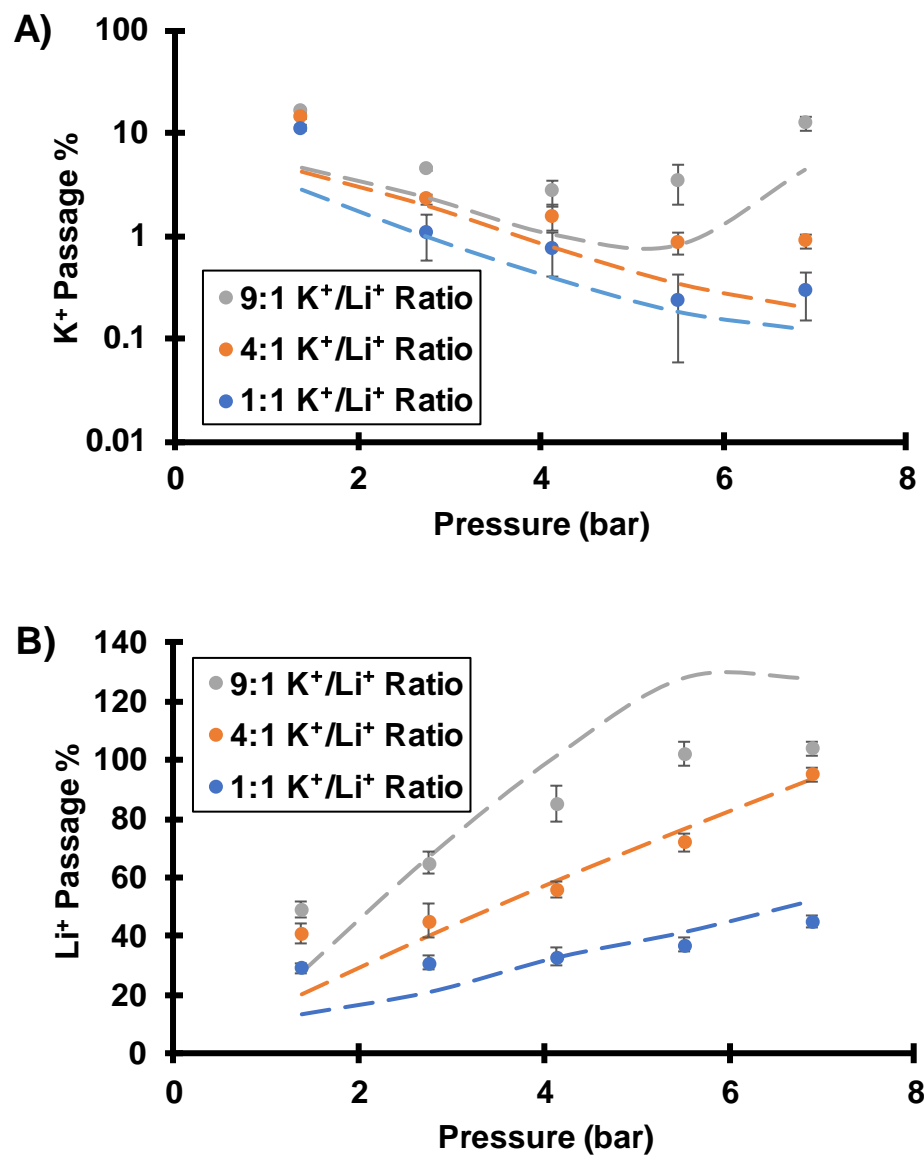 A)
100
10
1
0.1
0.01
K⁺ Passage %
9:1 K⁺/Li⁺ Ratio
4:1 K⁺/Li⁺ Ratio
1:1 K⁺/Li⁺ Ratio
0 2 4 6 8
Pressure (bar)
B)
140
120
100
80
60
40
20
0
Li⁺ Passage %
9:1 K⁺/Li⁺ Ratio
4:1 K⁺/Li⁺ Ratio
1:1 K⁺/Li⁺ Ratio
0 2 4 6 8
Pressure (bar)